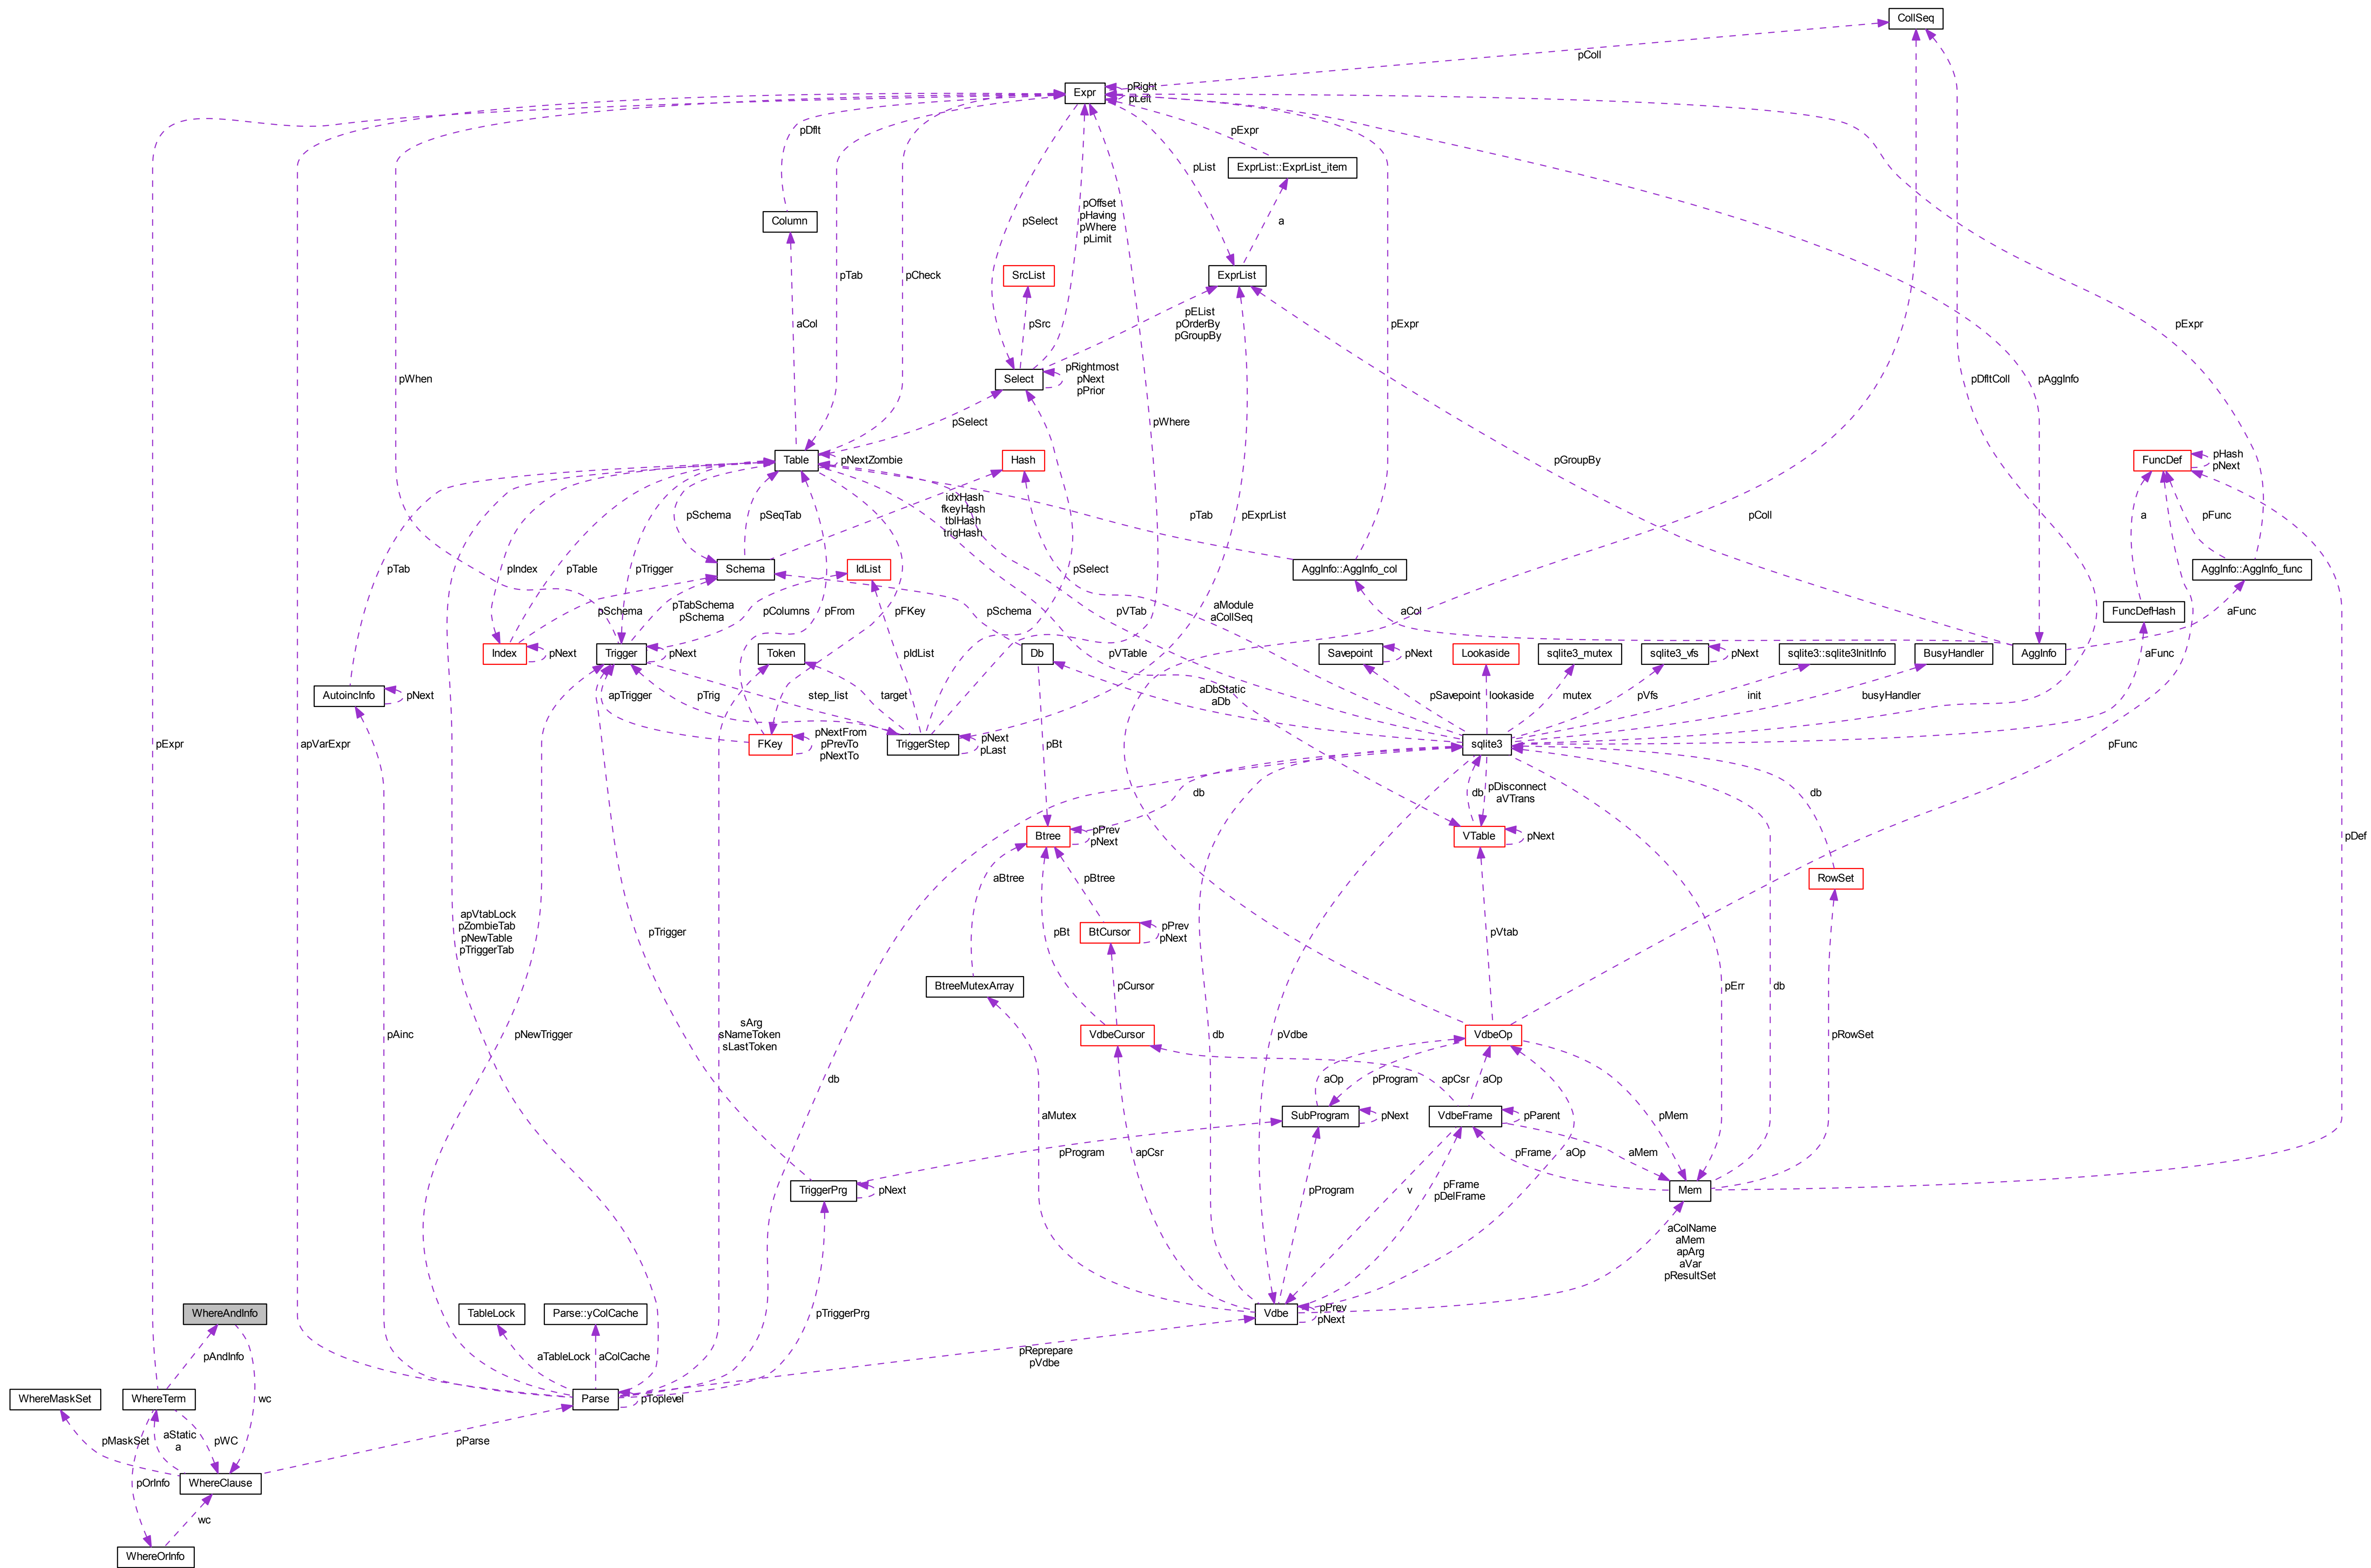 CollSeq
pColl
Expr
pRight
pLeft
pExpr
ExprList::ExprList_item
pList
pDflt
Column
pOffset
pHaving
pWhere
pLimit
pSelect
a
SrcList
ExprList
pTab
pCheck
aCol
pSrc
pEList
pOrderBy
pGroupBy
pExpr
pExpr
pWhen
Select
pRightmost
pNext
pPrior
pDfltColl
pAggInfo
pSelect
pWhere
Table
pNextZombie
Hash
pGroupBy
FuncDef
pHash
pNext
idxHash
fkeyHash
tblHash
trigHash
pSchema
pSeqTab
pTab
pExprList
pColl
a
pFunc
pTab
pIndex
pTable
pTrigger
Schema
IdList
pSelect
AggInfo::AggInfo_col
AggInfo::AggInfo_func
pSchema
pTabSchema
pSchema
pColumns
pFrom
pFKey
pSchema
pVTab
aModule
aCollSeq
aCol
FuncDefHash
aFunc
Index
pNext
Trigger
pNext
Token
pIdList
Db
pVTable
Savepoint
pNext
Lookaside
sqlite3_mutex
sqlite3_vfs
pNext
sqlite3::sqlite3InitInfo
BusyHandler
AggInfo
aFunc
AutoincInfo
pNext
apTrigger
pTrig
step_list
target
aDbStatic
aDb
pSavepoint
lookaside
mutex
pVfs
init
busyHandler
FKey
pNextFrom
pPrevTo
pNextTo
TriggerStep
pNext
pLast
pBt
sqlite3
pFunc
pExpr
apVarExpr
db
db
pDisconnect
aVTrans
db
Btree
pPrev
pNext
VTable
pNext
pDef
aBtree
pBtree
RowSet
apVtabLock
pZombieTab
pNewTable
pTriggerTab
pTrigger
pBt
BtCursor
pPrev
pNext
pVtab
BtreeMutexArray
pCursor
pErr
db
pAinc
pNewTrigger
sArg
sNameToken
sLastToken
VdbeCursor
db
pVdbe
VdbeOp
pRowSet
db
aOp
pProgram
apCsr
aOp
aMutex
SubProgram
pNext
VdbeFrame
pParent
pMem
pProgram
apCsr
aOp
pFrame
aMem
TriggerPrg
pNext
pProgram
pFrame
pDelFrame
v
Mem
aColName
aMem
apArg
aVar
pResultSet
WhereAndInfo
TableLock
Parse::yColCache
pTriggerPrg
Vdbe
pPrev
pNext
pAndInfo
aTableLock
aColCache
pReprepare
pVdbe
WhereMaskSet
WhereTerm
wc
Parse
pToplevel
pMaskSet
aStatic
a
pWC
pParse
pOrInfo
WhereClause
wc
WhereOrInfo